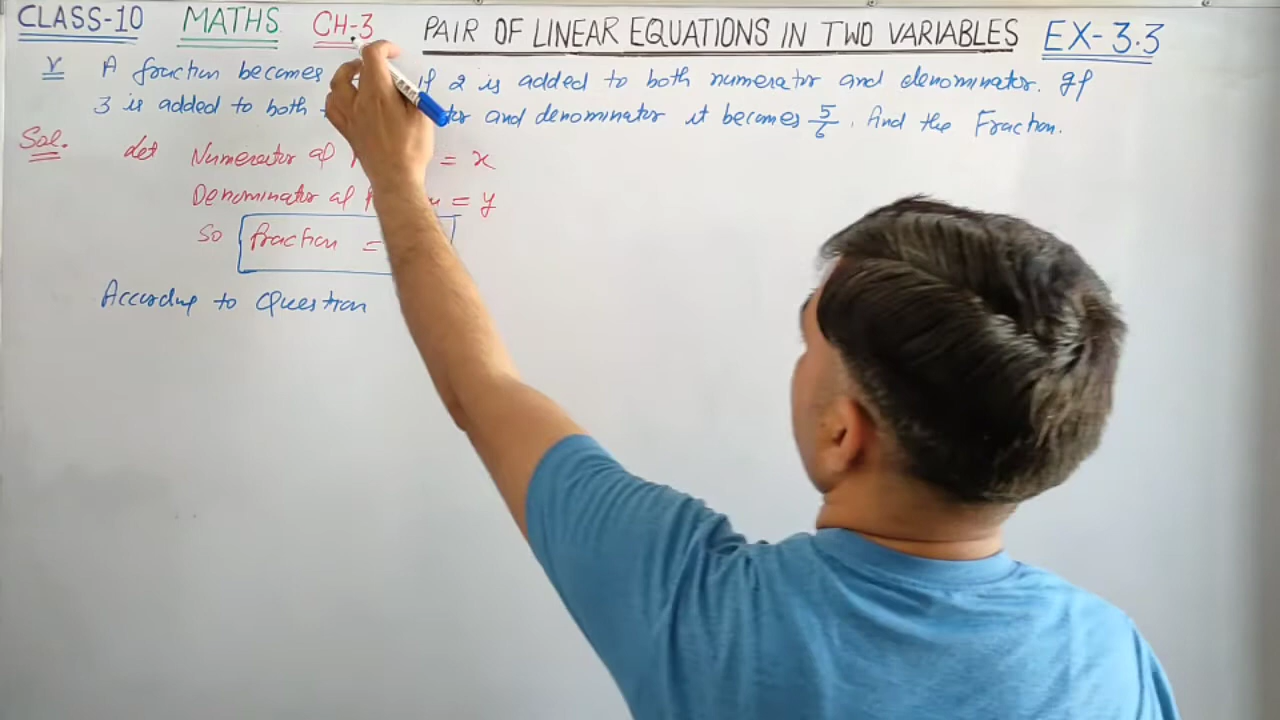 CLASS-10 MATHS CH-3 PAIR OF LINEAR EQUATIONS IN TWO VARIABLES EX-3.3
v A fraction becomes if 2 is added to both numerator and denominator. If
3 is added to both and denominator it becomes 5/6. find the Fraction.
Sol. Let Numerator of = x
Denominator of = y
So fraction =
According to Question